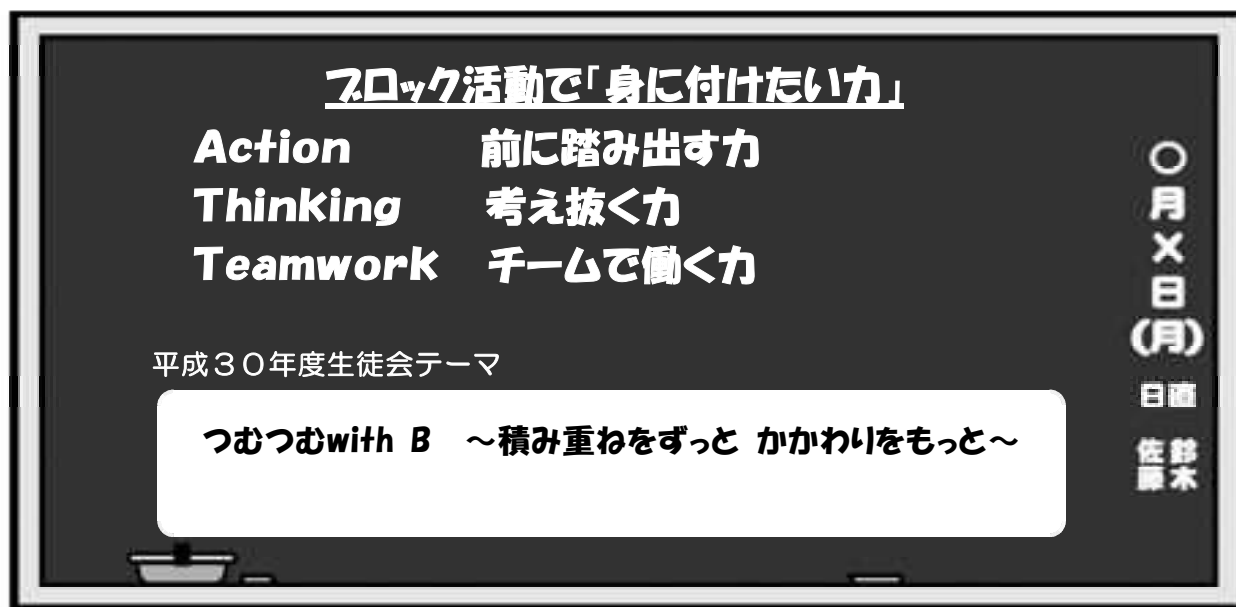 ブロック活動で「身に付けたい力」
Action 前に踏み出す力
Thinking 考え抜く力
Teamwork チームで働く力
平成３０年度生徒会テーマ
つむつむwith B ～積み重ねをずっと かかわりをもっと～
○月×日(月)
日直
鈴木
佐藤